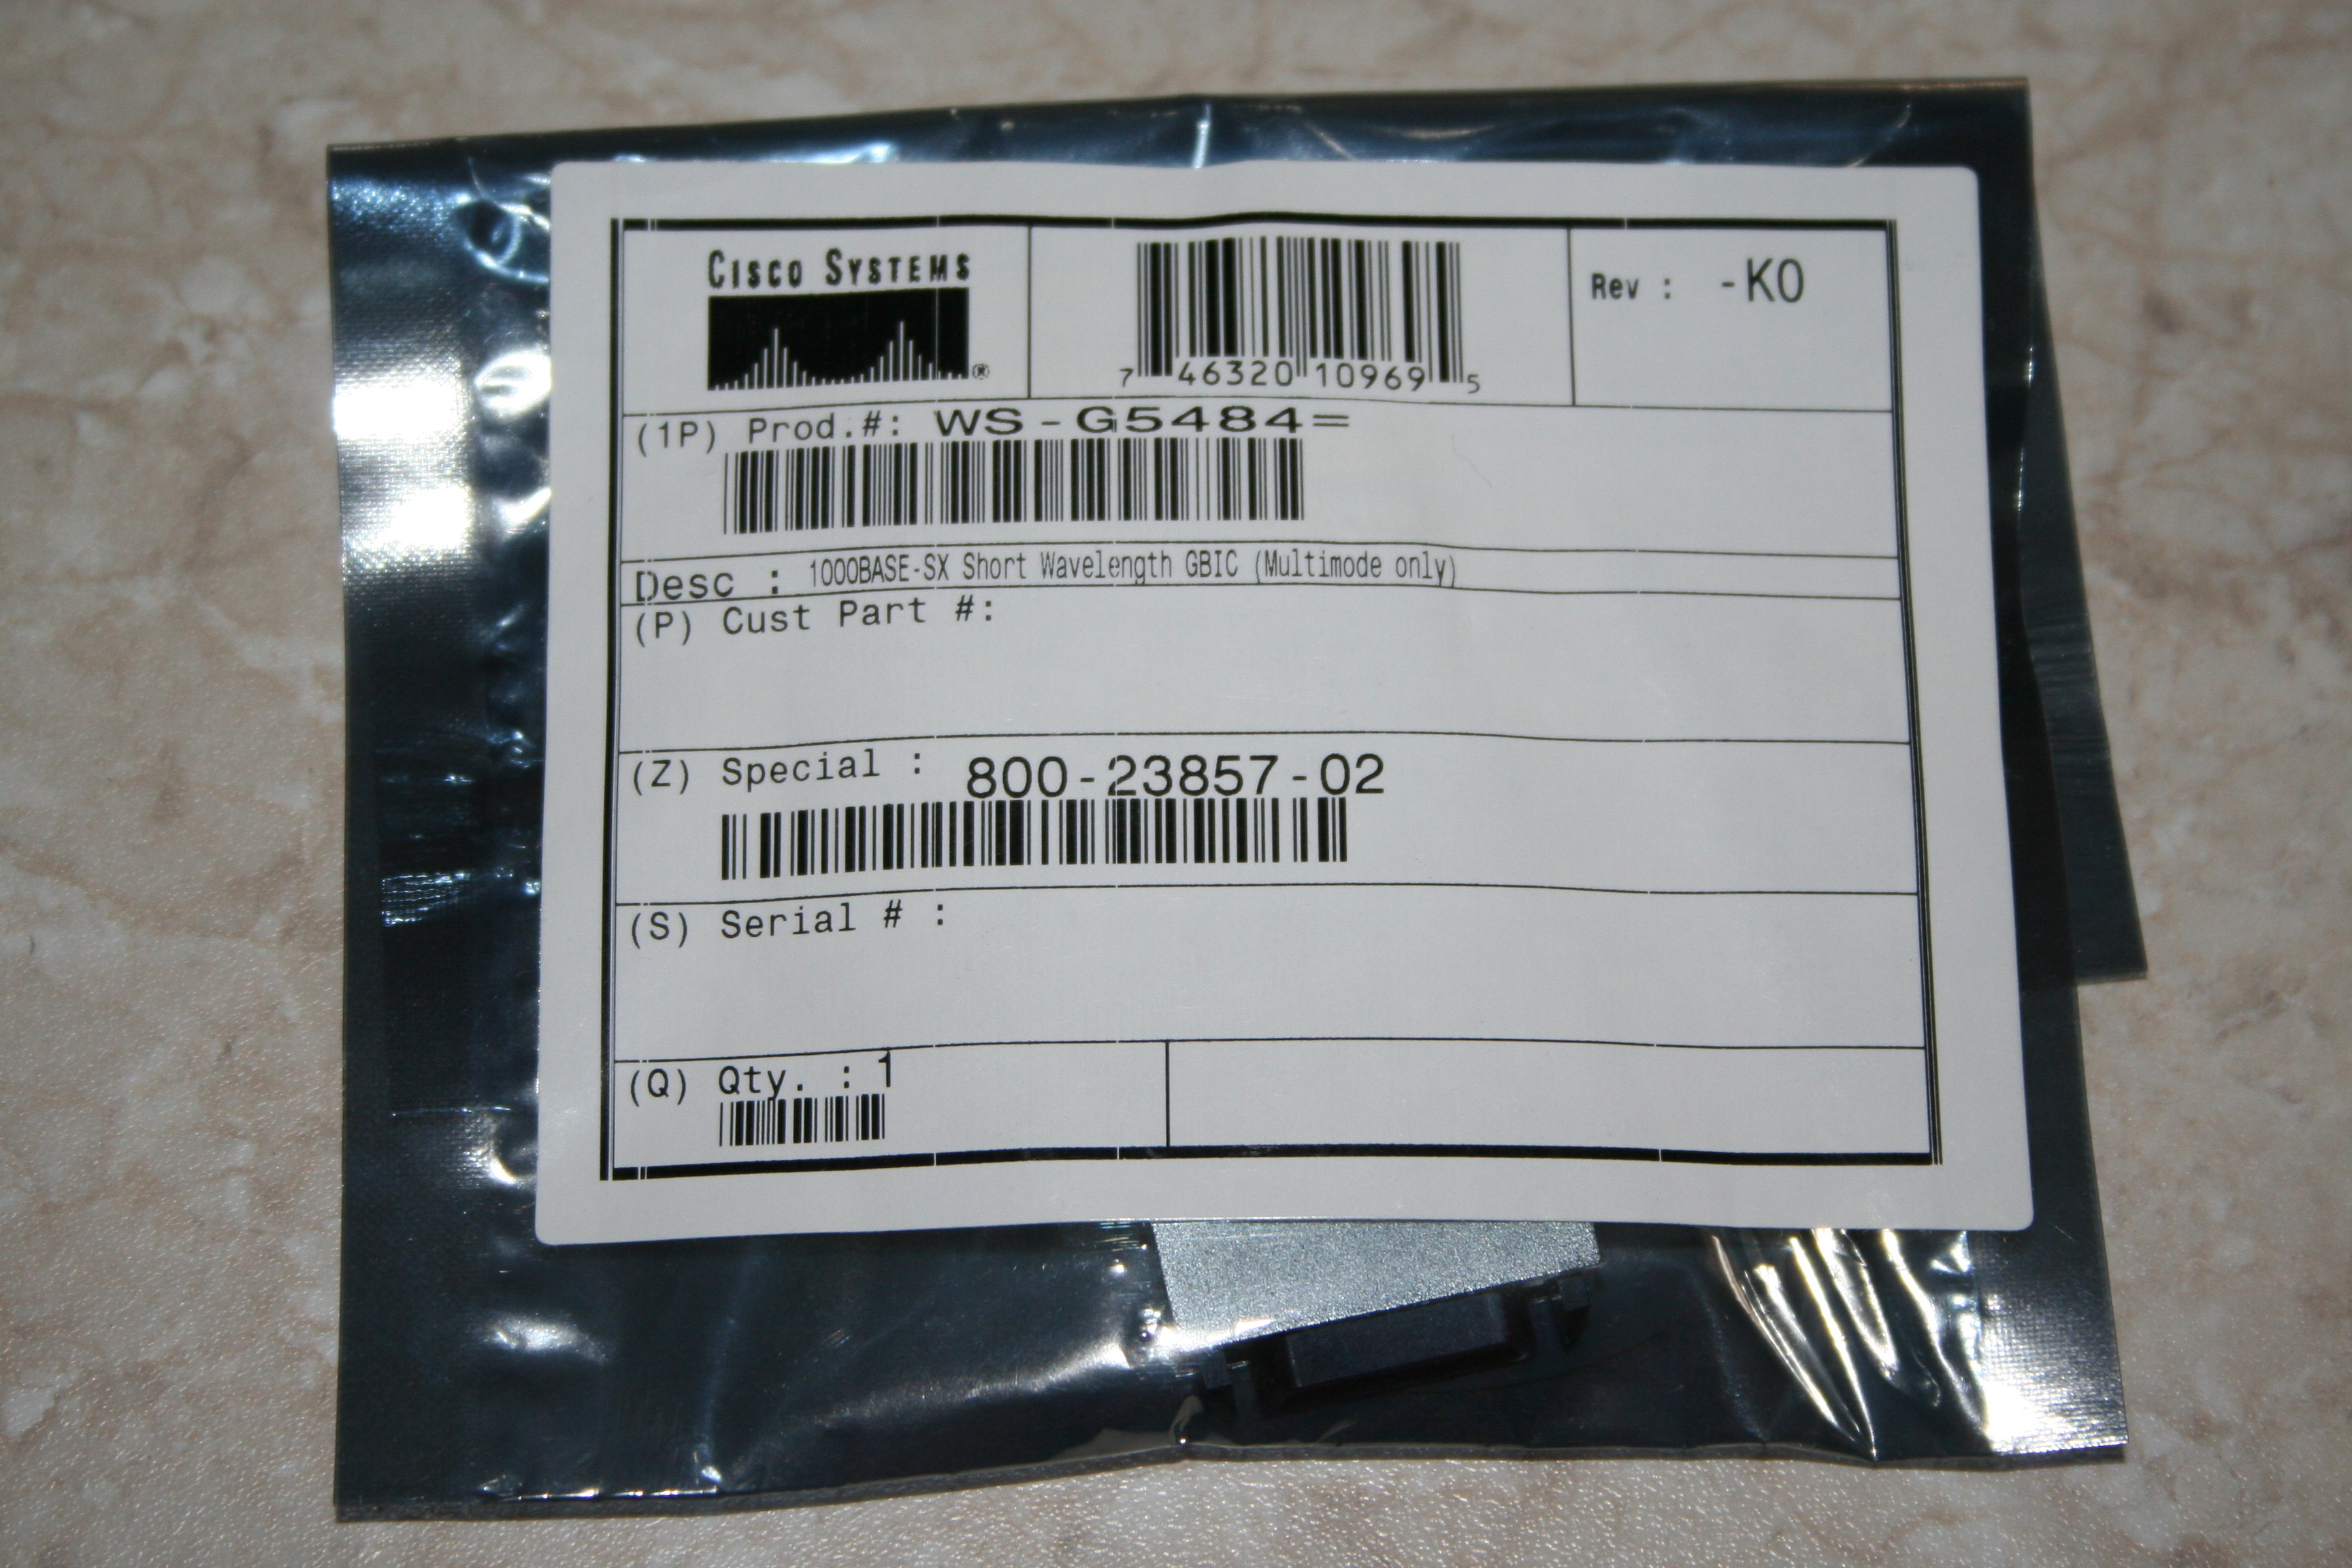 CISCO SYSTEMS
®
7 46320 10969 5
Rev : -K0
(1P) Prod.#: WS-G5484=
Desc : 1000BASE-SX Short Wavelength GBIC (Multimode only)
(P) Cust Part #:
(Z) Special : 800-23857-02
(S) Serial # :
(Q) Qty. : 1